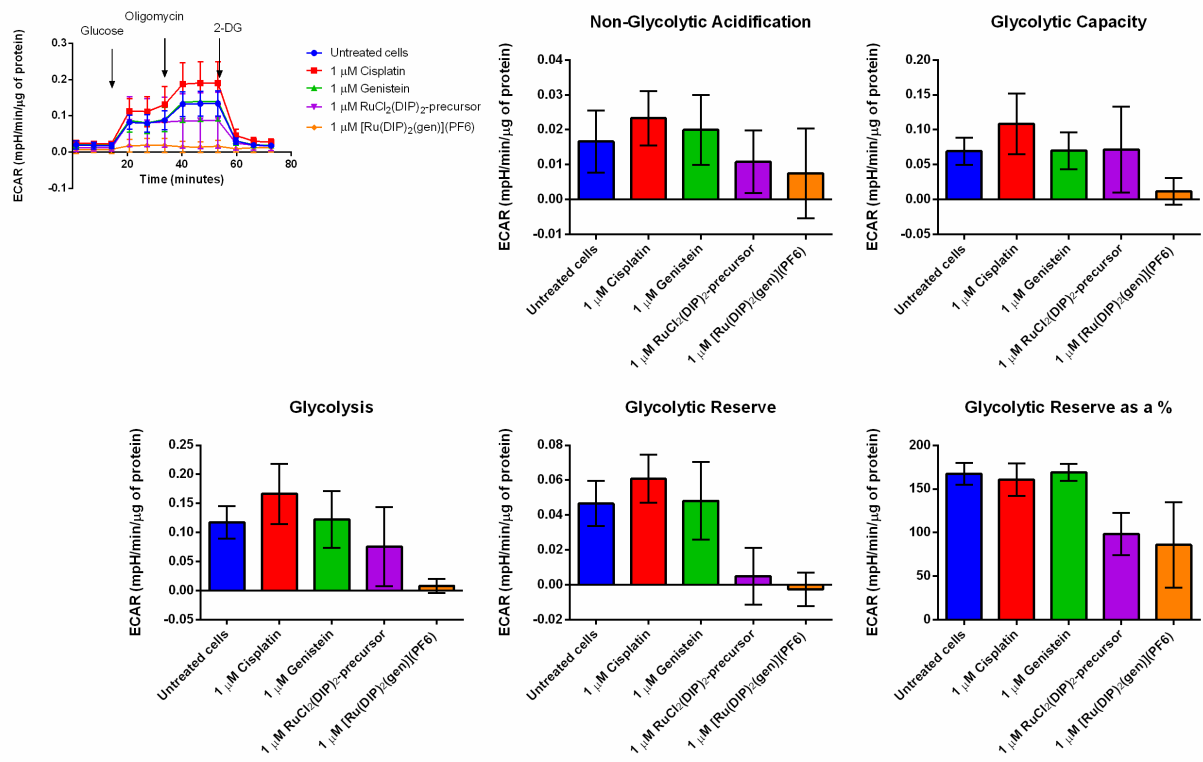 Oligomycin
Glucose
2-DG
ECAR (mpH/min/μg of protein)
0.3
0.2
0.1
0.0
-0.1
20
40
60
80
Time (minutes)
Untreated cells
1 μM Cisplatin
1 μM Genistein
1 μM RuCl₂(DIP)₂-precursor
1 μM [Ru(DIP)₂(gen)](PF6)
Non-Glycolytic Acidification
ECAR (mpH/min/μg of protein)
0.04
0.03
0.02
0.01
0.00
-0.01
Untreated cells
1 μM Cisplatin
1 μM Genistein
1 μM RuCl₂(DIP)₂-precursor
1 μM [Ru(DIP)₂(gen)](PF6)
Glycolytic Capacity
ECAR (mpH/min/μg of protein)
0.20
0.15
0.10
0.05
0.00
-0.05
Untreated cells
1 μM Cisplatin
1 μM Genistein
1 μM RuCl₂(DIP)₂-precursor
1 μM [Ru(DIP)₂(gen)](PF6)
Glycolysis
ECAR (mpH/min/μg of protein)
0.25
0.20
0.15
0.10
0.05
0.00
-0.05
Untreated cells
1 μM Cisplatin
1 μM Genistein
1 μM RuCl₂(DIP)₂-precursor
1 μM [Ru(DIP)₂(gen)](PF6)
Glycolytic Reserve
ECAR (mpH/min/μg of protein)
0.08
0.06
0.04
0.02
0.00
-0.02
Untreated cells
1 μM Cisplatin
1 μM Genistein
1 μM RuCl₂(DIP)₂-precursor
1 μM [Ru(DIP)₂(gen)](PF6)
Glycolytic Reserve as a %
ECAR (mpH/min/μg of protein)
200
150
100
50
0
Untreated cells
1 μM Cisplatin
1 μM Genistein
1 μM RuCl₂(DIP)₂-precursor
1 μM [Ru(DIP)₂(gen)](PF6)